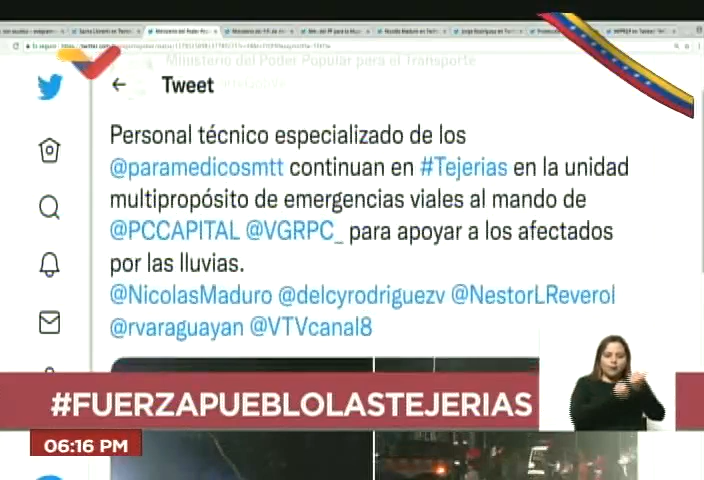 Ministerio del Poder Popular para el Transporte
Tweet
Personal técnico especializado de los
@paramedicosmtt continuan en #Tejerias en la unidad
multipropósito de emergencias viales al mando de
@PCCAPITAL @VGRPC_ para apoyar a los afectados
por las lluvias.
@NicolasMaduro @delcyrodriguezv @NestorLReverol
@rvaraguayan @VTVcanal8
#FUERZAPUEBLOLASTEJERIAS
06:16 PM